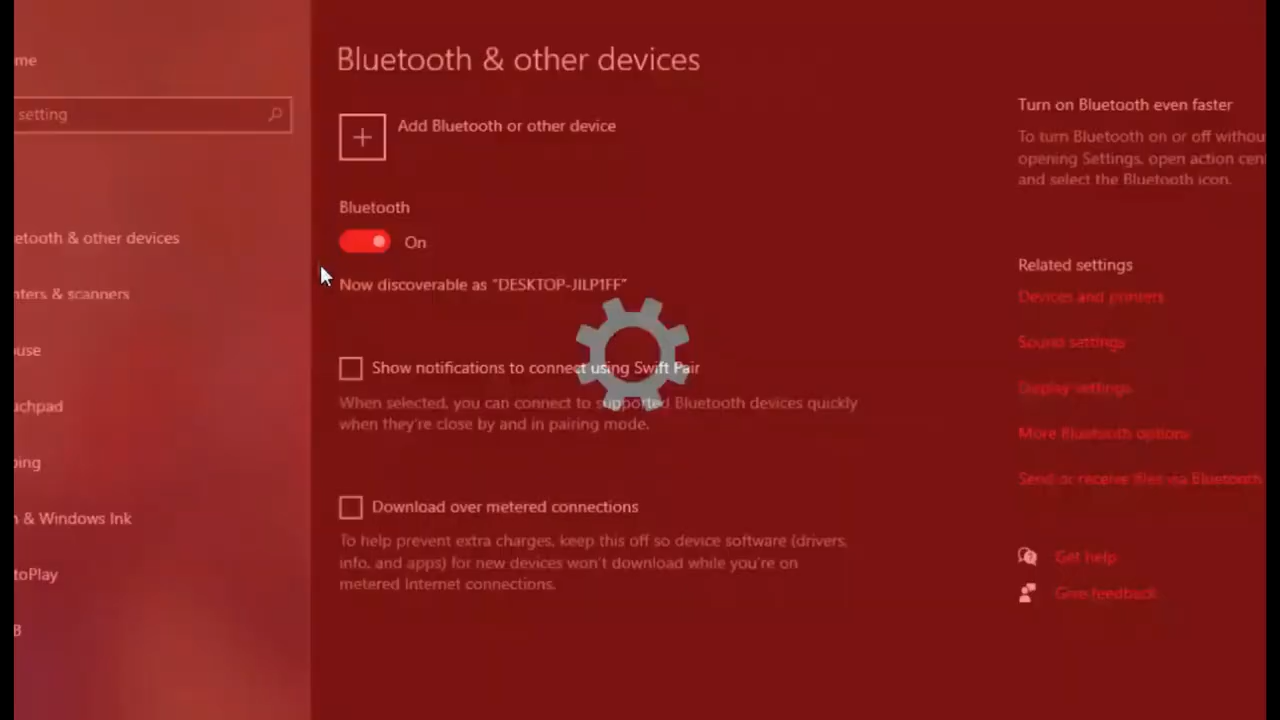 me
Bluetooth & other devices
setting
Add Bluetooth or other device
Turn on Bluetooth even faster
To turn Bluetooth on or off withou
opening Settings, open action cen
and select the Bluetooth icon.
Bluetooth
On
etooth & other devices
Now discoverable as "DESKTOP-JILP1FF"
Related settings
Devices and printers
nters & scanners
Sound settings
ouse
Show notifications to connect using Swift Pair
When selected, you can connect to supported Bluetooth devices quickly
when they're close by and in pairing mode.
Display settings
uchpad
More Bluetooth options
ping
Send or receive files via Bluetooth
Download over metered connections
n & Windows Ink
To help prevent extra charges, keep this off so device software (drivers,
info, and apps) for new devices won't download while you're on
metered Internet connections.
Get help
toPlay
Give feedback
B